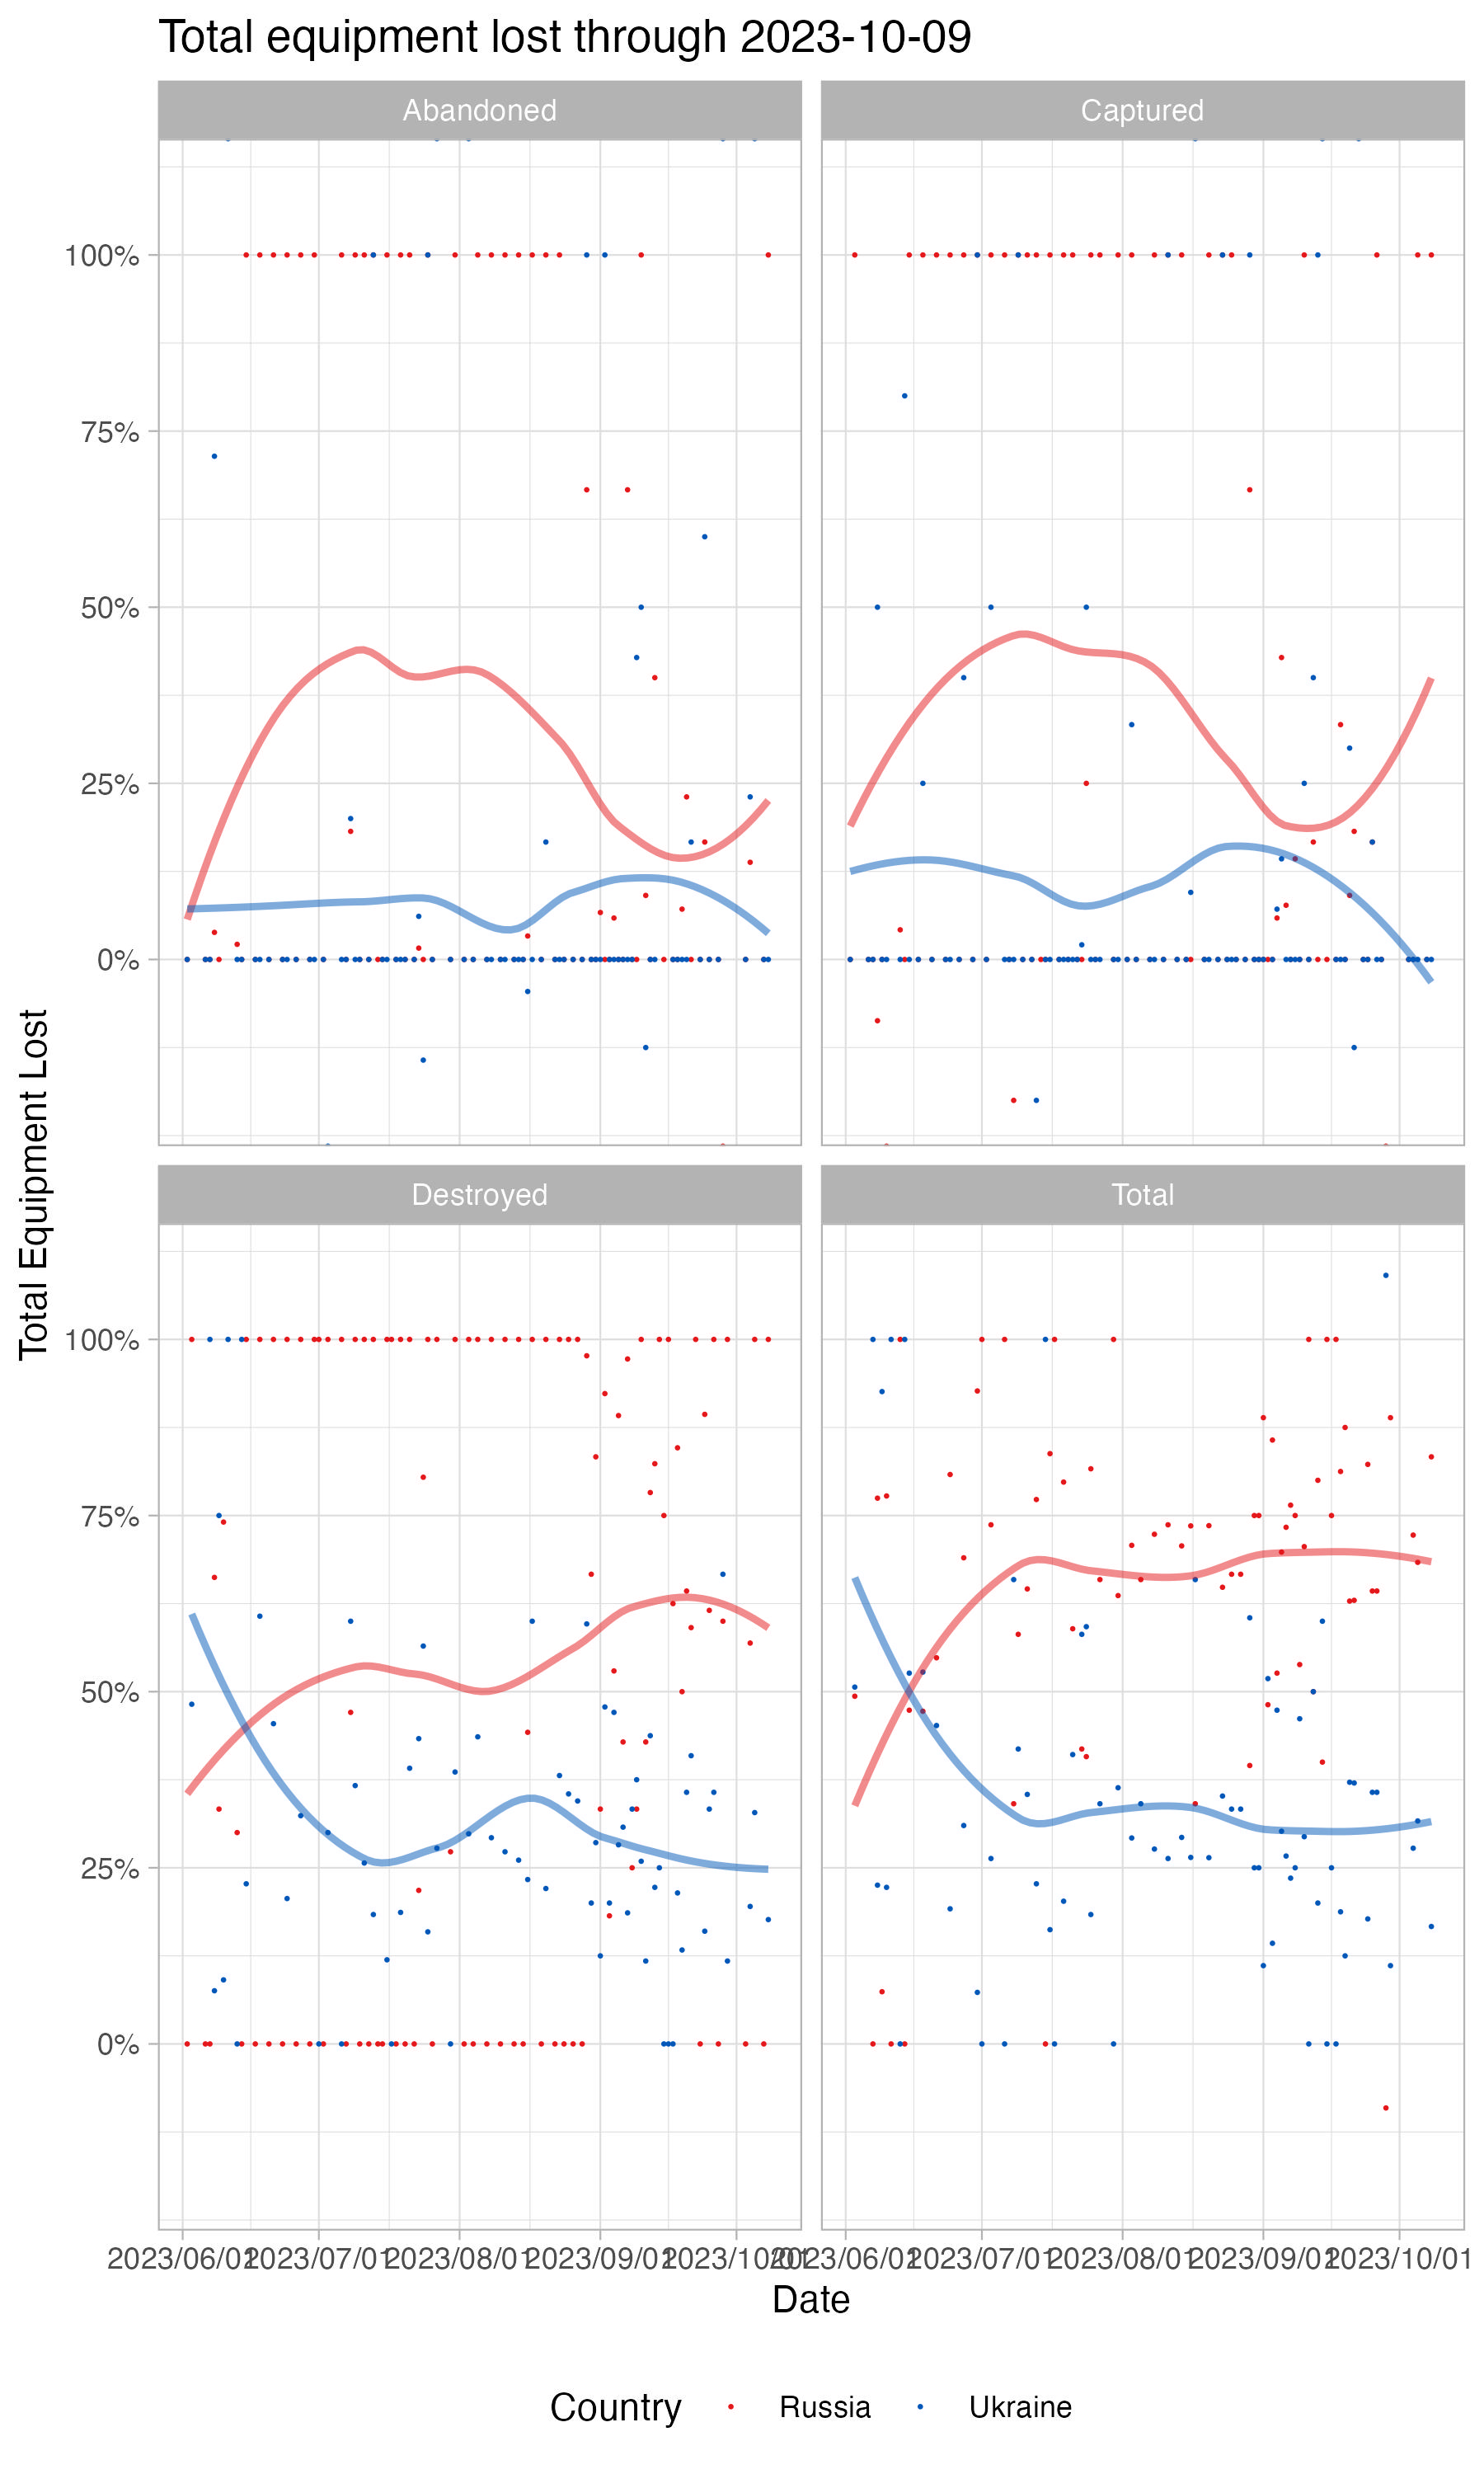 Total equipment lost through 2023-10-09
Abandoned
Captured
100%
75%
50%
25%
0%
Total Equipment Lost
Destroyed
Total
100%
75%
50%
25%
0%
2023/06/01 2023/07/01 2023/08/01 2023/09/01 2023/10/01
2023/06/01 2023/07/01 2023/08/01 2023/09/01 2023/10/01
Date
Country Russia Ukraine